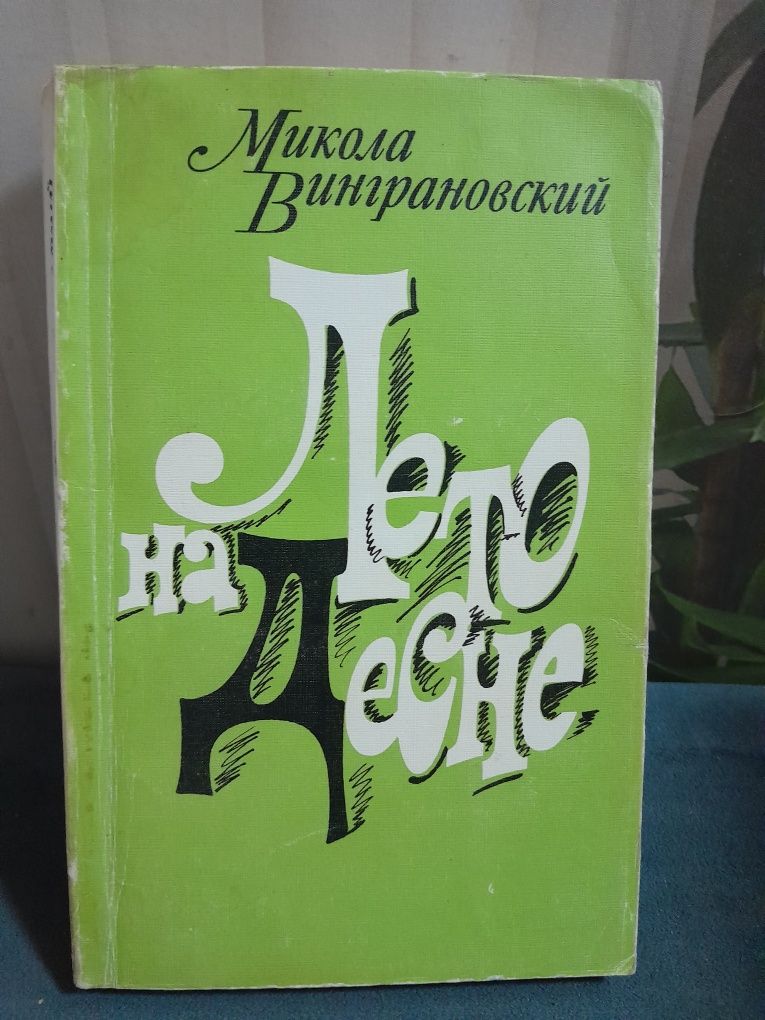 Микола
Винграновский
Лето
на
Десне